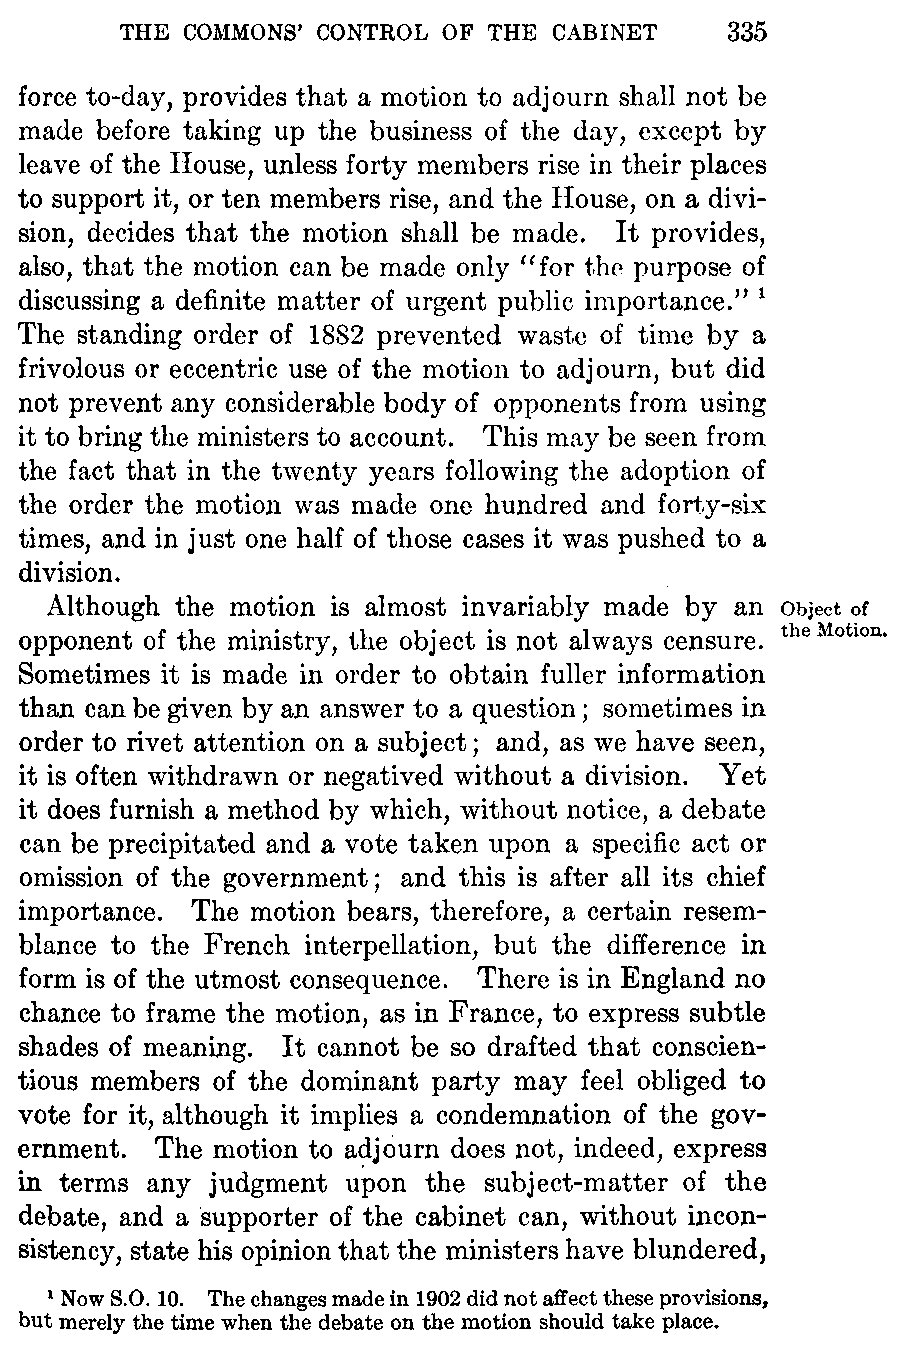 THE COMMONS' CONTROL OF THE CABINET 335
force to-day, provides that a motion to adjourn shall not be
made before taking up the business of the day, except by
leave of the House, unless forty members rise in their places
to support it, or ten members rise, and the House, on a divi-
sion, decides that the motion shall be made. It provides,
also, that the motion can be made only "for the purpose of
discussing a definite matter of urgent public importance." ¹
The standing order of 1882 prevented waste of time by a
frivolous or eccentric use of the motion to adjourn, but did
not prevent any considerable body of opponents from using
it to bring the ministers to account. This may be seen from
the fact that in the twenty years following the adoption of
the order the motion was made one hundred and forty-six
times, and in just one half of those cases it was pushed to a
division.
Although the motion is almost invariably made by an
opponent of the ministry, the object is not always censure.
Object of
the Motion.
Sometimes it is made in order to obtain fuller information
than can be given by an answer to a question; sometimes in
order to rivet attention on a subject; and, as we have seen,
it is often withdrawn or negatived without a division. Yet
it does furnish a method by which, without notice, a debate
can be precipitated and a vote taken upon a specific act or
omission of the government; and this is after all its chief
importance. The motion bears, therefore, a certain resem-
blance to the French interpellation, but the difference in
form is of the utmost consequence. There is in England no
chance to frame the motion, as in France, to express subtle
shades of meaning. It cannot be so drafted that conscien-
tious members of the dominant party may feel obliged to
vote for it, although it implies a condemnation of the gov-
ernment. The motion to adjourn does not, indeed, express
in terms any judgment upon the subject-matter of the
debate, and a supporter of the cabinet can, without incon-
sistency, state his opinion that the ministers have blundered,
¹ Now S.O. 10. The changes made in 1902 did not affect these provisions,
but merely the time when the debate on the motion should take place.